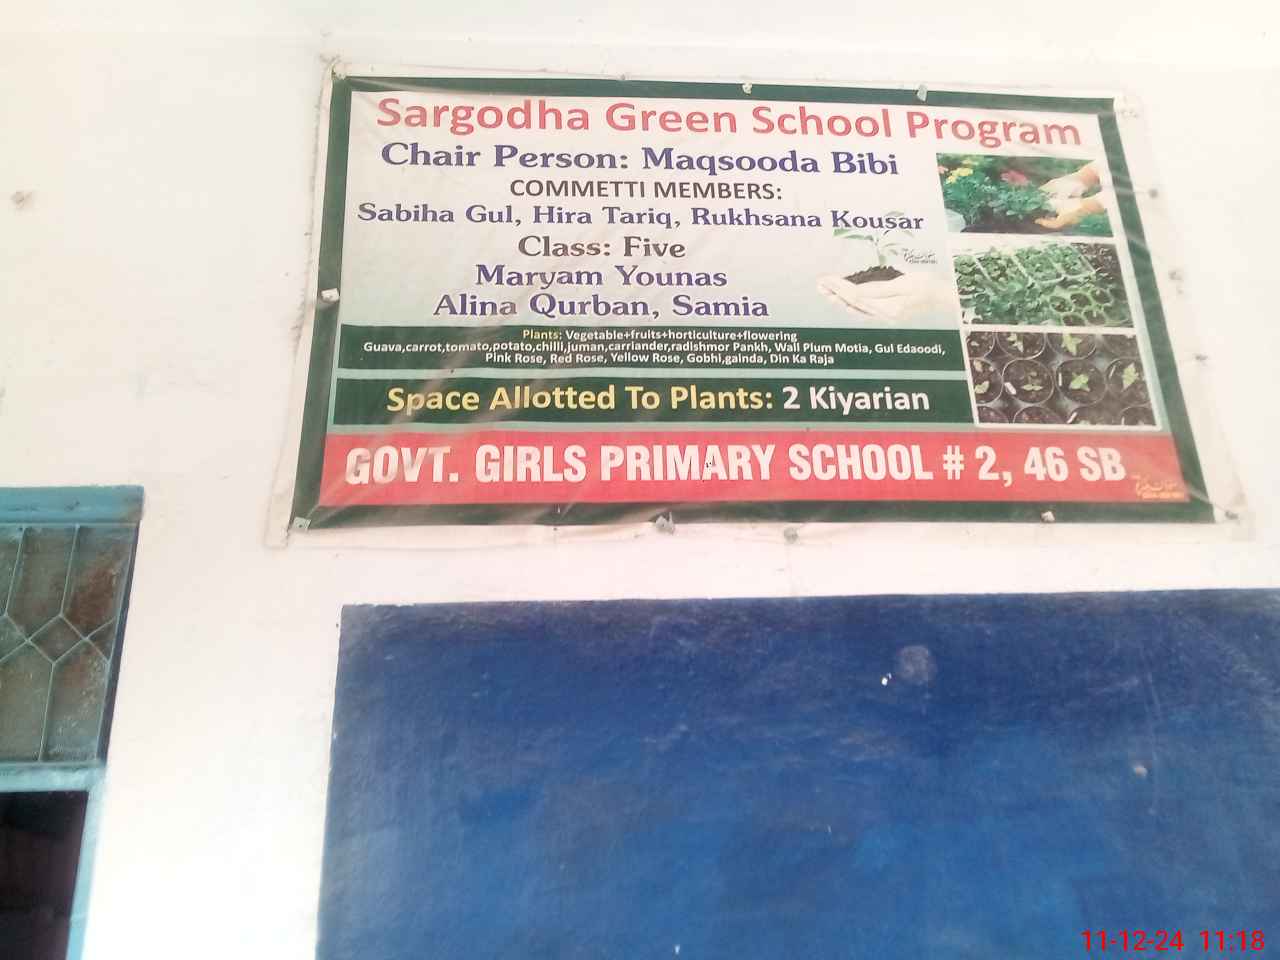 Sargodha Green School Program
Chair Person: Maqsooda Bibi
COMMETTI MEMBERS:
Sabiha Gul, Hira Tariq, Rukhsana Kousar
Class: Five
Maryam Younas
Alina Qurban, Samia
Plants: Vegetable+fruits+horticulture+flowering
Guava,carrot,tomato,potato,chilli,juman,carriander,radishmor Pankh, Wall Plum Motia, Gul Edaoodi,
Pink Rose, Red Rose, Yellow Rose, Gobhi,gainda, Din Ka Raja
Space Allotted To Plants: 2 Kiyarian
GOVT. GIRLS PRIMARY SCHOOL # 2, 46 SB
11-12-24 11:18